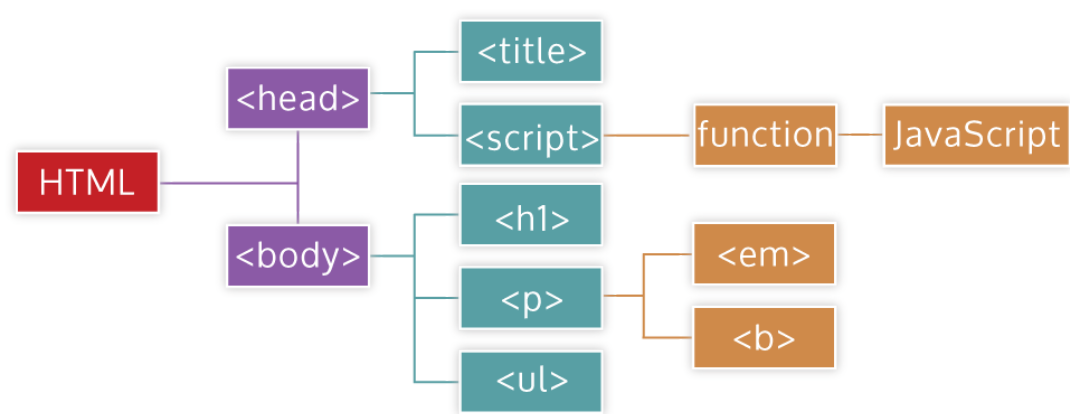 <title>
<head>
<script>
function
JavaScript
HTML
<h1>
<body>
<em>
<p>
<b>
<ul>